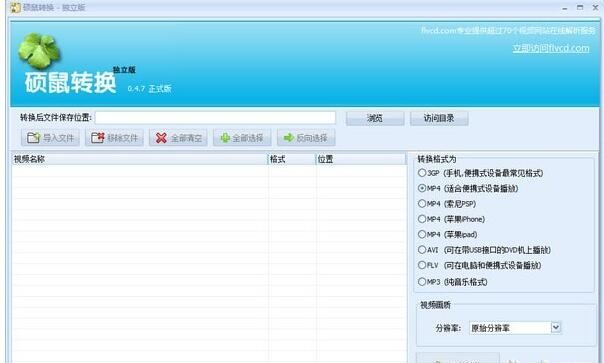 硕鼠转换 - 独立版
flvcd.com专业提供超过70个视频网站在线解析服务
立即访问flvcd.com
硕鼠转换 独立版
0.4.7 正式版
转换后文件保存位置: 浏览 访问目录
导入文件 移除文件 全部清空 全部选择 反向选择
视频名称 格式 位置
转换格式为
3GP (手机,便携式设备最常见格式)
MP4 (适合便携式设备播放)
MP4 (索尼PSP)
MP4 (苹果iPhone)
MP4 (苹果ipad)
AVI (可在带USB接口的DVD机上播放)
FLV (可在电脑和便携式设备播放)
MP3 (纯音乐格式)
视频画质
分辨率: 原始分辨率